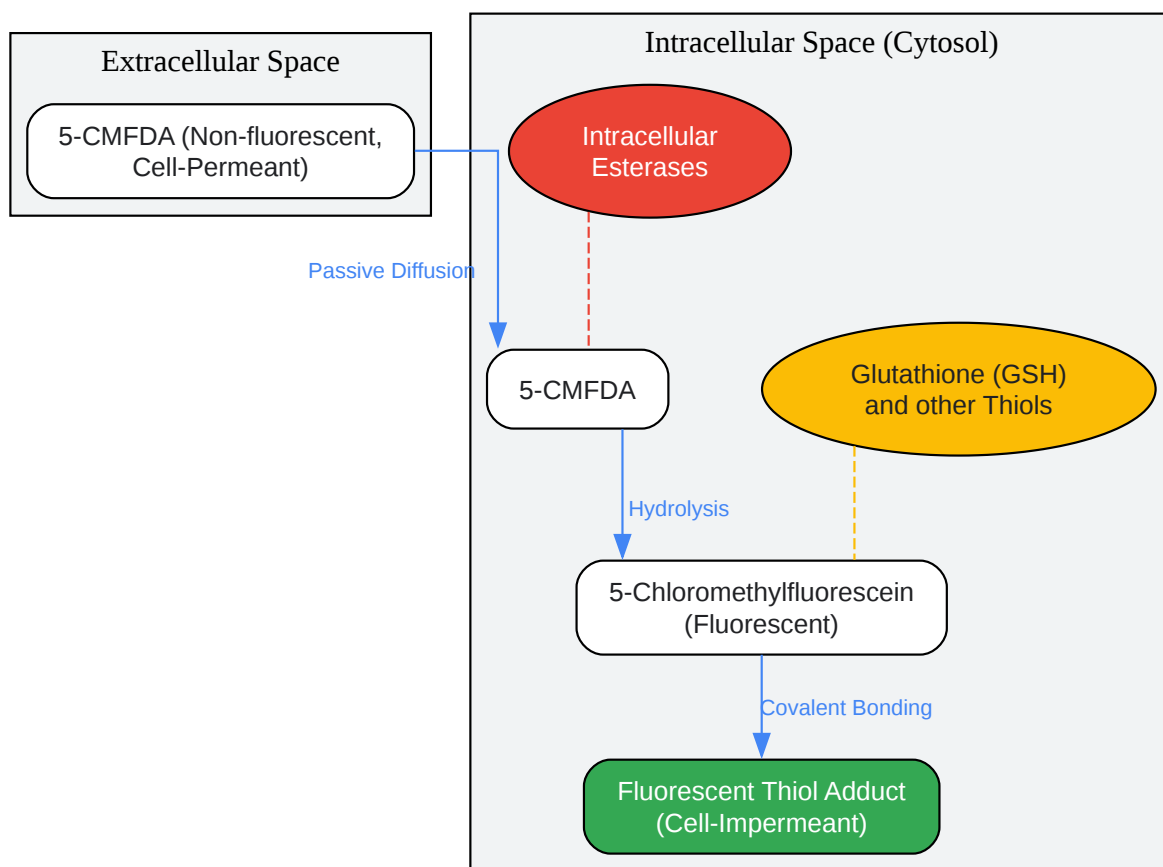 Extracellular Space
5-CMFDA (Non-fluorescent,
Cell-Permeant)
Intracellular Space (Cytosol)
Intracellular
Esterases
Passive Diffusion
5-CMFDA
Glutathione (GSH)
and other Thiols
Hydrolysis
5-Chloromethylfluorescein
(Fluorescent)
Covalent Bonding
Fluorescent Thiol Adduct
(Cell-Impermeant)